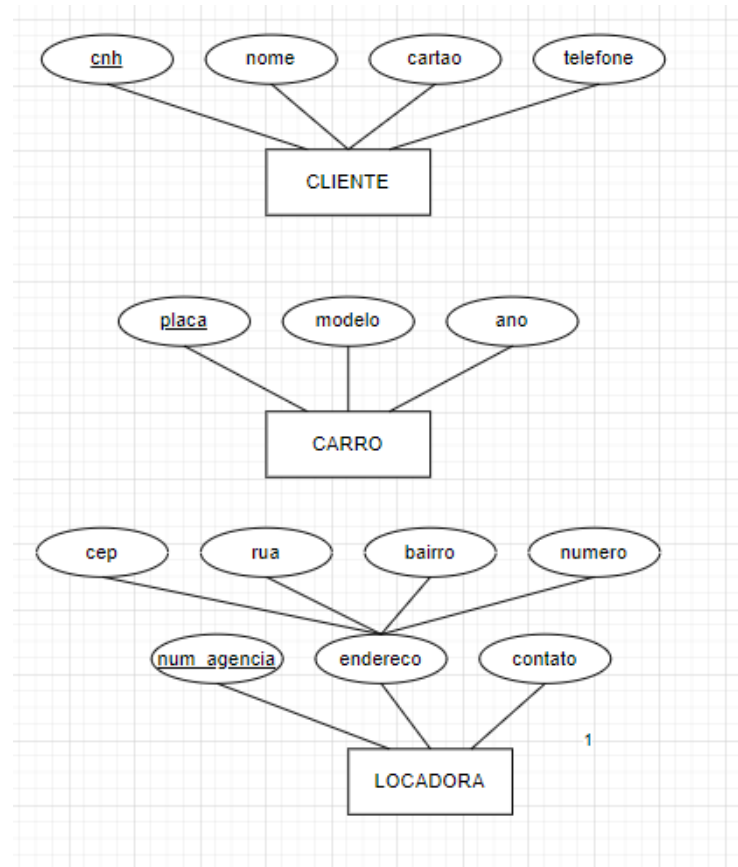 cnh nome cartao telefone
CLIENTE
placa modelo ano
CARRO
cep rua bairro numero
num_agencia endereco contato
1
LOCADORA